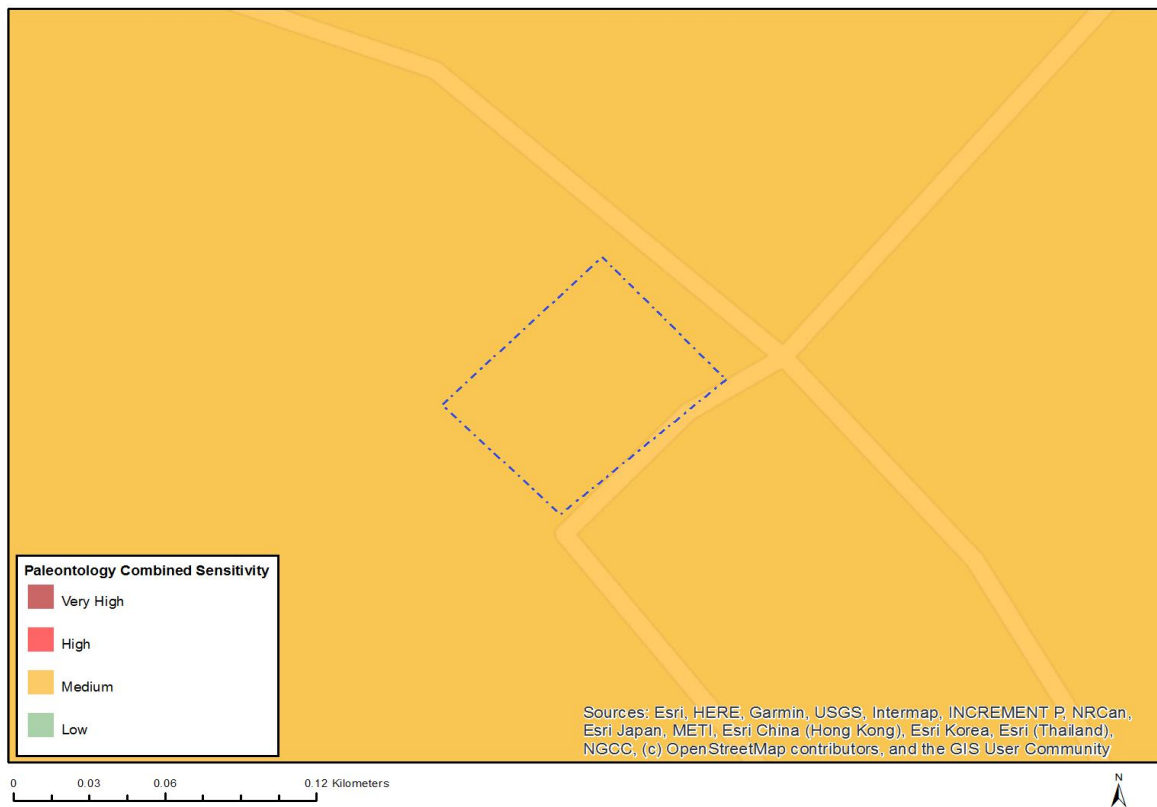 Paleontology Combined Sensitivity
Very High
High
Medium
Low
Sources: Esri, HERE, Garmin, USGS, Intermap, INCREMENT P, NRCan,
Esri Japan, METI, Esri China (Hong Kong), Esri Korea, Esri (Thailand),
NGCC, (c) OpenStreetMap contributors, and the GIS User Community
0 0.03 0.06 0.12 Kilometers
N